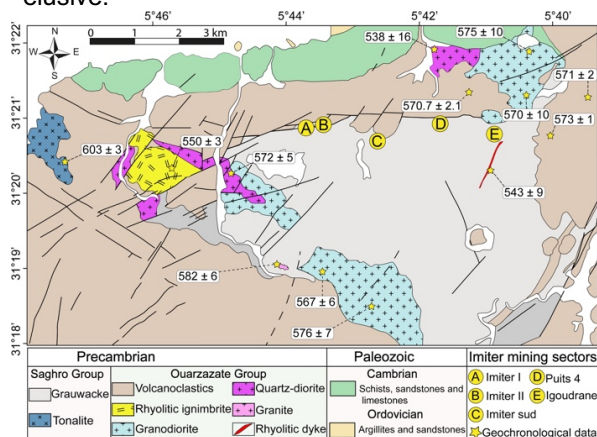 clusive.
5°46' 5°44' 5°42' 5°40'
31°22'
31°21'
31°20'
31°19'
31°18'
N
W E
S
0 1 2 3 km
538 ± 16
575 ± 10
571 ± 2
570.7 ± 2.1
570 ± 10
573 ± 1
A B
C
D
E
603 ± 3
550 ± 3
572 ± 5
543 ± 9
582 ± 6
567 ± 6
576 ± 7
Precambrian
Paleozoic
Imiter mining sectors
Saghro Group
Ouarzazate Group
Cambrian
Grauwacke
Tonalite
Volcanoclastics
Rhyolitic ignimbrite
Granodiorite
Quartz-diorite
Granite
Rhyolitic dyke
Schists, sandstones and
limestones
Ordovician
Argillites and sandstones
A Imiter I D Puits 4
B Imiter II E Igoudrane
C Imiter sud
Geochronological data